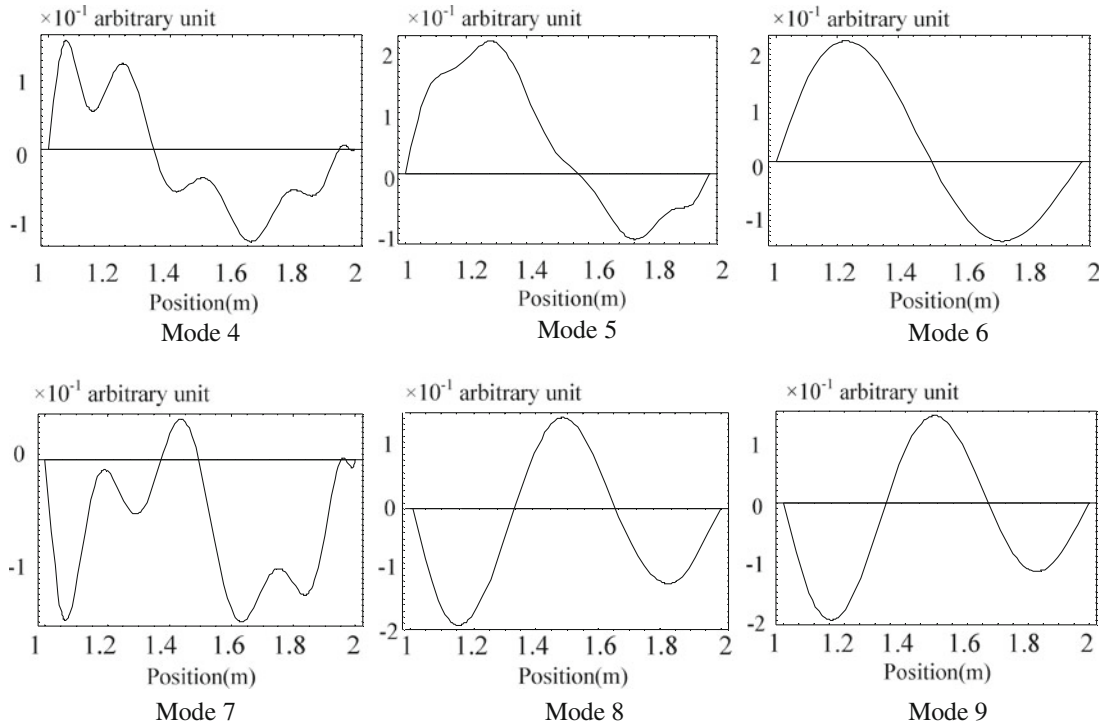 ×10⁻¹ arbitrary unit
1
0
-1
1 1.2 1.4 1.6 1.8 2
Position(m)
Mode 4
×10⁻¹ arbitrary unit
2
1
0
-1
1 1.2 1.4 1.6 1.8 2
Position(m)
Mode 5
×10⁻¹ arbitrary unit
2
1
0
-1
1 1.2 1.4 1.6 1.8 2
Position(m)
Mode 6
×10⁻¹ arbitrary unit
0
-1
1 1.2 1.4 1.6 1.8 2
Position(m)
Mode 7
×10⁻¹ arbitrary unit
1
0
-1
-2
1 1.2 1.4 1.6 1.8 2
Position(m)
Mode 8
×10⁻¹ arbitrary unit
1
0
-1
-2
1 1.2 1.4 1.6 1.8 2
Position(m)
Mode 9